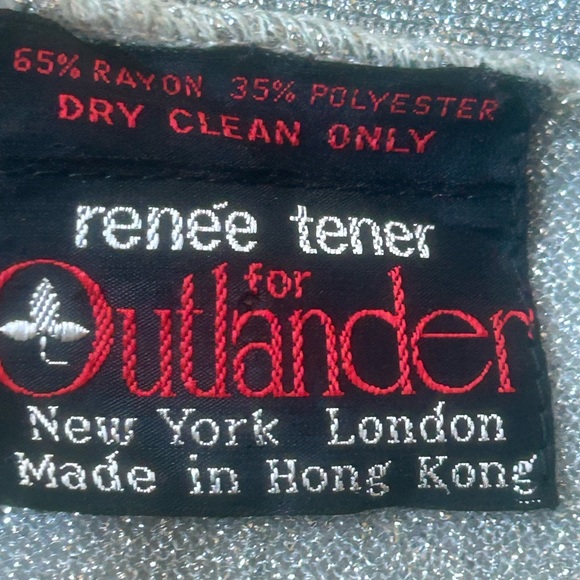 65% RAYON 35% POLYESTER
DRY CLEAN ONLY
renée tener
for
Outlander
New York London
Made in Hong Kong